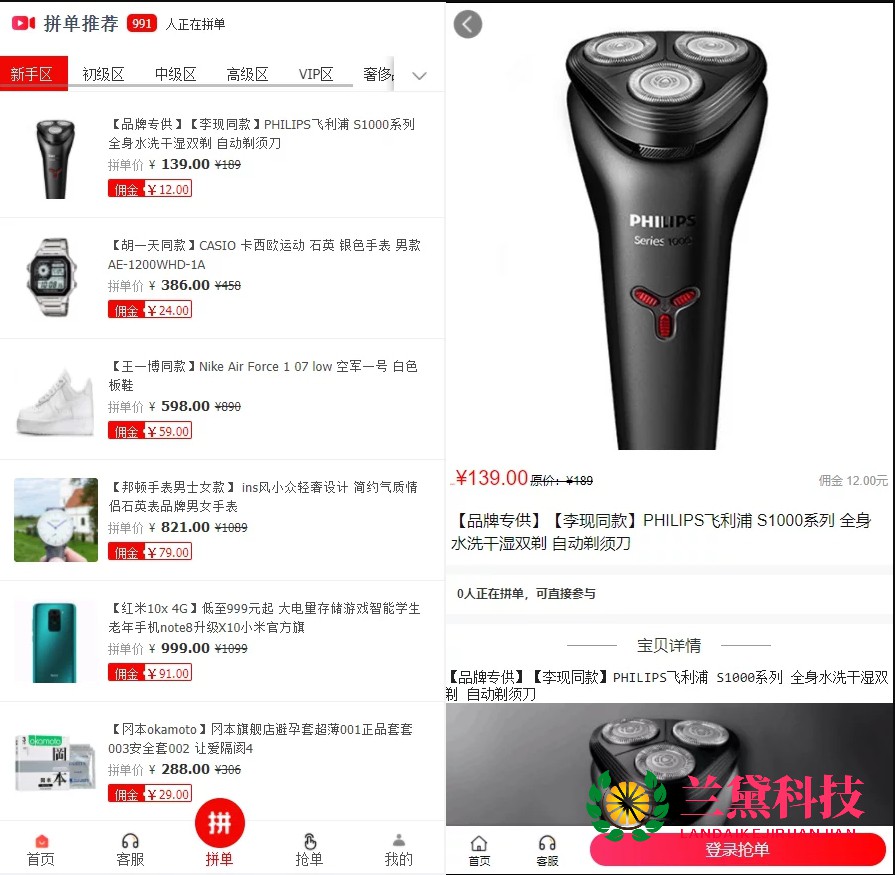 拼单推荐 991 人正在拼单
新手区 初级区 中级区 高级区 VIP区 奢侈
【品牌专供】【李现同款】PHILIPS飞利浦 S1000系列
全身水洗干湿双剃 自动剃须刀
拼单价 ¥ 139.00 ¥189
佣金 ¥12.00
【胡一天同款】CASIO 卡西欧运动 石英 银色手表 男款
AE-1200WHD-1A
拼单价 ¥ 386.00 ¥458
佣金 ¥24.00
【王一博同款】Nike Air Force 1 07 low 空军一号 白色
板鞋
拼单价 ¥ 598.00 ¥890
佣金 ¥59.00
【邦顿手表男士女款】ins风小众轻奢设计 简约气质情
侣石英表品牌男女手表
拼单价 ¥ 821.00 ¥1089
佣金 ¥79.00
【红米10x 4G】低至999元起 大电量存储游戏智能学生
老年手机note8升级X10小米官方旗
拼单价 ¥ 999.00 ¥1099
佣金 ¥91.00
【冈本okamoto】冈本旗舰店避孕套超薄001正品套套
003安全套002 让爱隔阂4
拼单价 ¥ 288.00 ¥306
佣金 ¥29.00
okamoto
岡本
拼
首页 客服 拼单 抢单 我的
PHILIPS
Series 1000
¥139.00 原价：¥189 佣金 12.00元
【品牌专供】【李现同款】PHILIPS飞利浦 S1000系列 全身
水洗干湿双剃 自动剃须刀
0人正在拼单，可直接参与
宝贝详情
【品牌专供】【李现同款】PHILIPS飞利浦 S1000系列 全身水洗干湿双
剃 自动剃须刀
兰黛科技
首页 客服 登录抢单